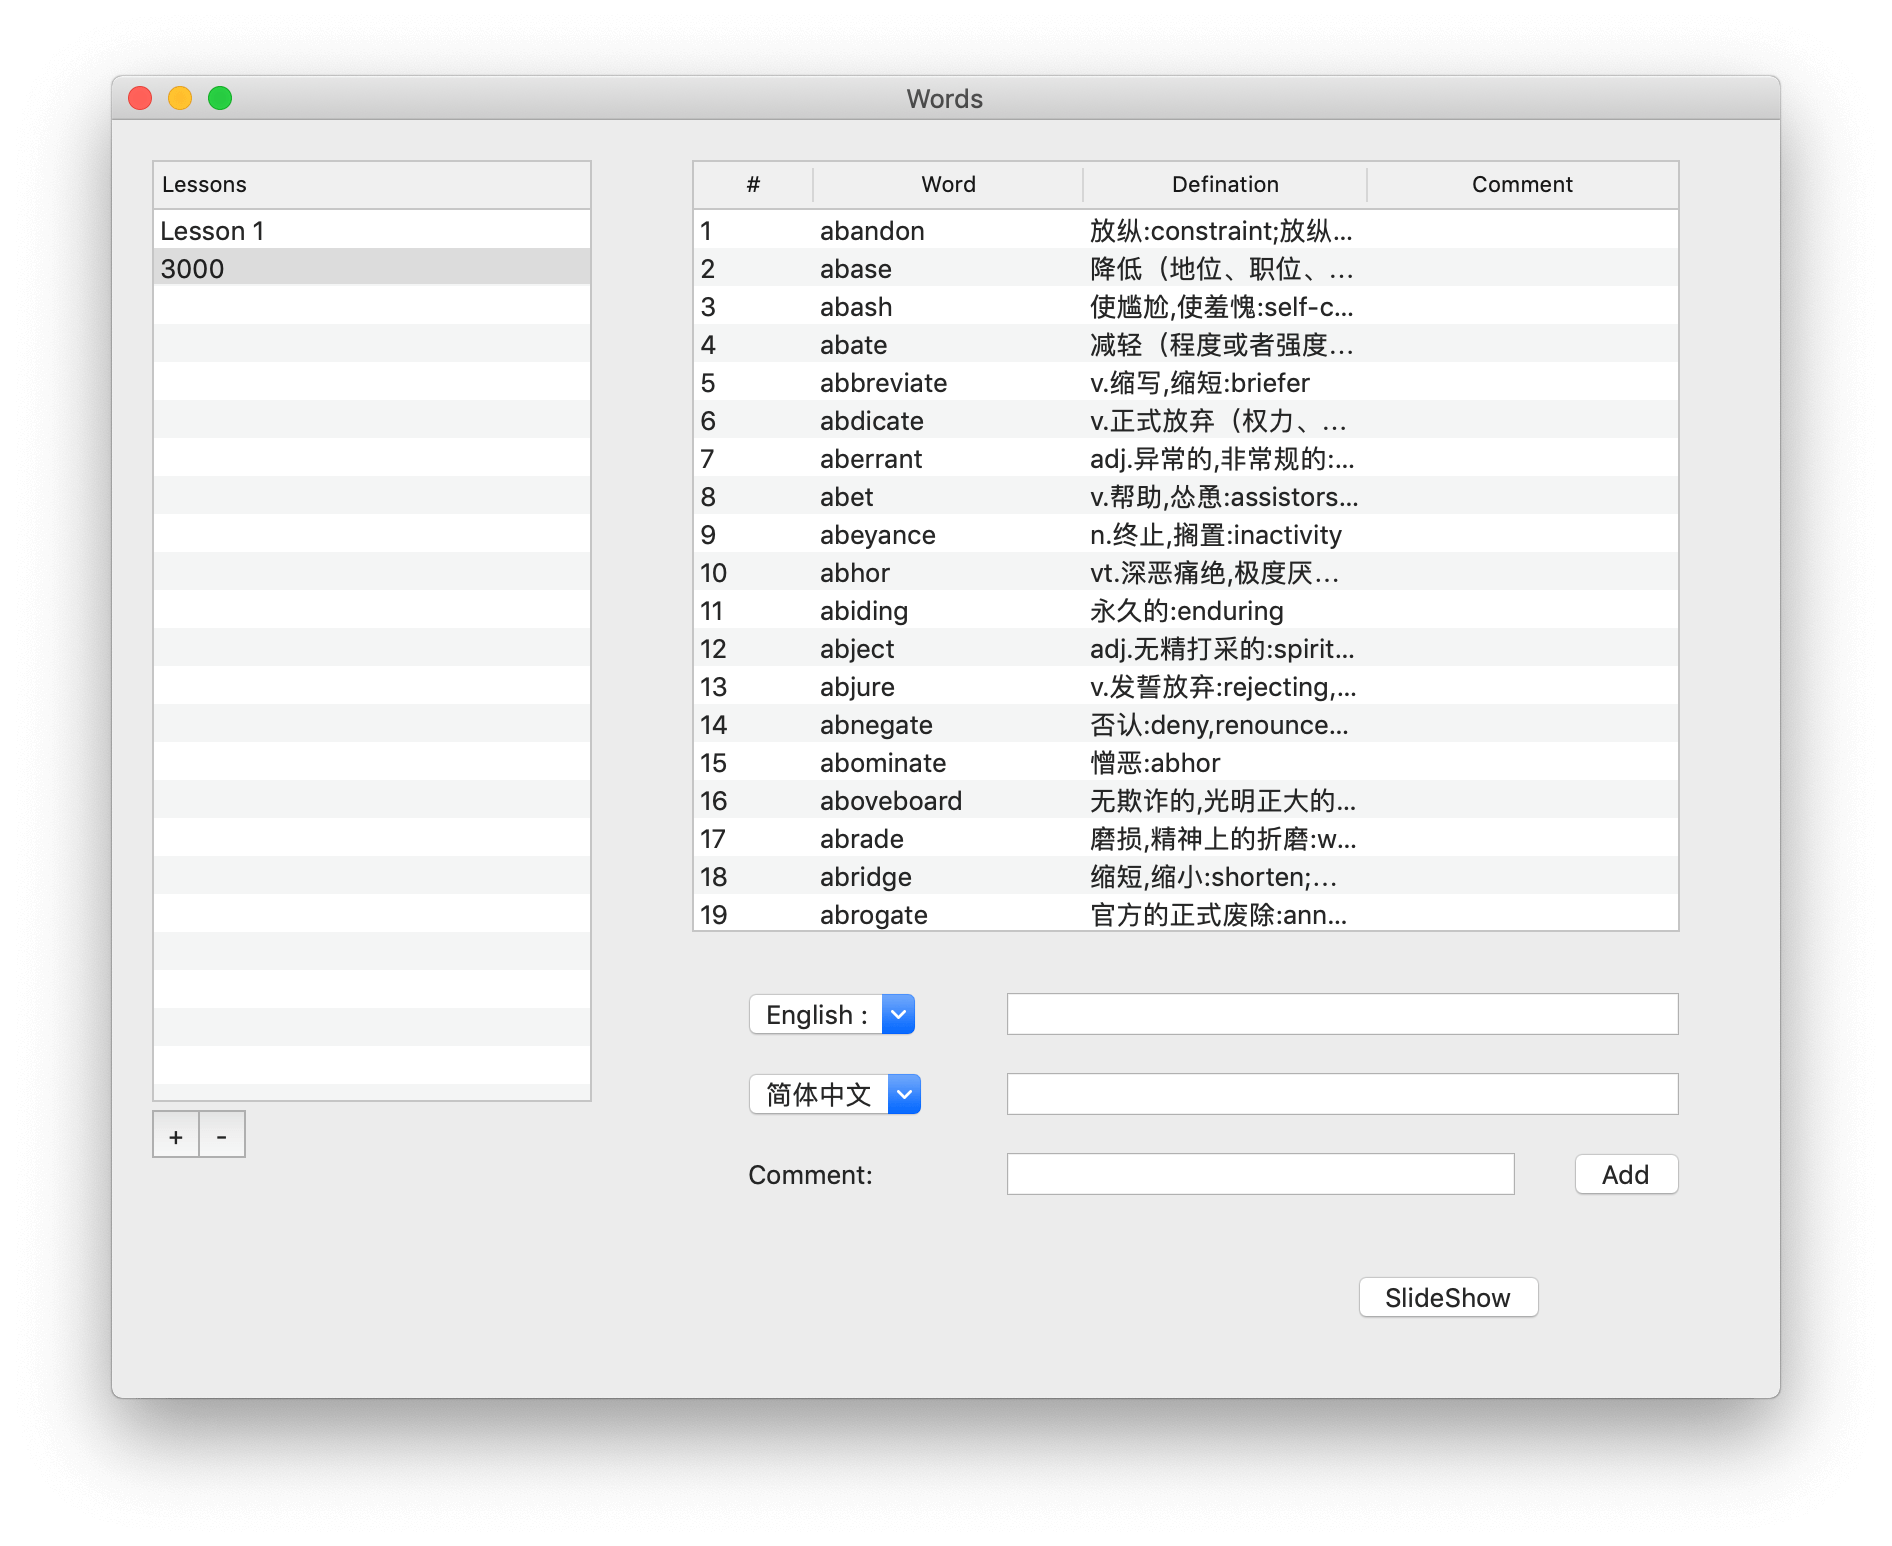 Words
Lessons
Lesson 1
3000
+ -
# Word Defination Comment
1 abandon 放纵:constraint;放纵...
2 abase 降低（地位、职位、...
3 abash 使尴尬,使羞愧:self-c...
4 abate 减轻（程度或者强度...
5 abbreviate v.缩写,缩短:briefer
6 abdicate v.正式放弃（权力、...
7 aberrant adj.异常的,非常规的:...
8 abet v.帮助,怂恿:assistors...
9 abeyance n.终止,搁置:inactivity
10 abhor vt.深恶痛绝,极度厌...
11 abiding 永久的:enduring
12 abject adj.无精打采的:spirit...
13 abjure v.发誓放弃:rejecting,...
14 abnegate 否认:deny,renounce...
15 abominate 憎恶:abhor
16 aboveboard 无欺诈的,光明正大的...
17 abrade 磨损,精神上的折磨:w...
18 abridge 缩短,缩小:shorten;...
19 abrogate 官方的正式废除:ann...
English :
简体中文
Comment: Add
SlideShow